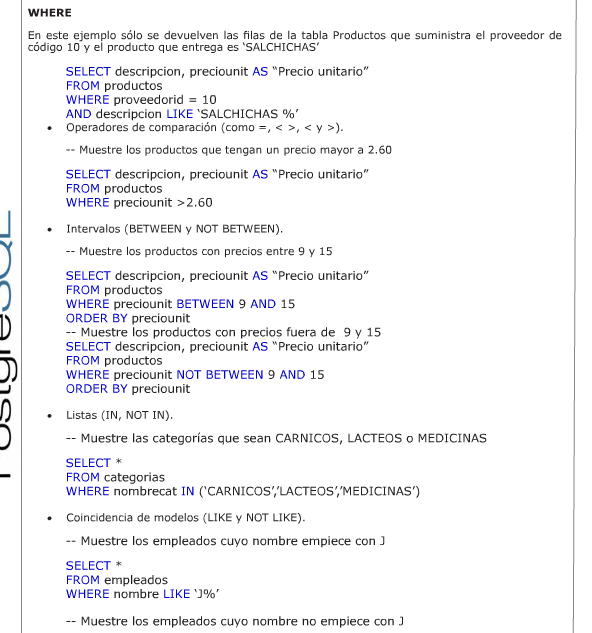 WHERE
En este ejemplo sólo se devuelven las filas de la tabla Productos que suministra el proveedor de
código 10 y el producto que entrega es ‘SALCHICHAS’
SELECT descripcion, preciounit AS “Precio unitario”
FROM productos
WHERE proveedorid = 10
AND descripcion LIKE ‘SALCHICHAS %’
• Operadores de comparación (como =, < >, < y >).
-- Muestre los productos que tengan un precio mayor a 2.60
SELECT descripcion, preciounit AS “Precio unitario”
FROM productos
WHERE preciounit >2.60
• Intervalos (BETWEEN y NOT BETWEEN).
-- Muestre los productos con precios entre 9 y 15
SELECT descripcion, preciounit AS “Precio unitario”
FROM productos
WHERE preciounit BETWEEN 9 AND 15
ORDER BY preciounit
-- Muestre los productos con precios fuera de  9 y 15
SELECT descripcion, preciounit AS “Precio unitario”
FROM productos
WHERE preciounit NOT BETWEEN 9 AND 15
ORDER BY preciounit
• Listas (IN, NOT IN).
-- Muestre las categorías que sean CARNICOS, LACTEOS o MEDICINAS
SELECT *
FROM categorias
WHERE nombrecat IN (‘CARNICOS’,’LACTEOS’,’MEDICINAS’)
• Coincidencia de modelos (LIKE y NOT LIKE).
-- Muestre los empleados cuyo nombre empiece con J
SELECT *
FROM empleados
WHERE nombre LIKE ‘J%’
-- Muestre los empleados cuyo nombre no empiece con J
PostgreSQL